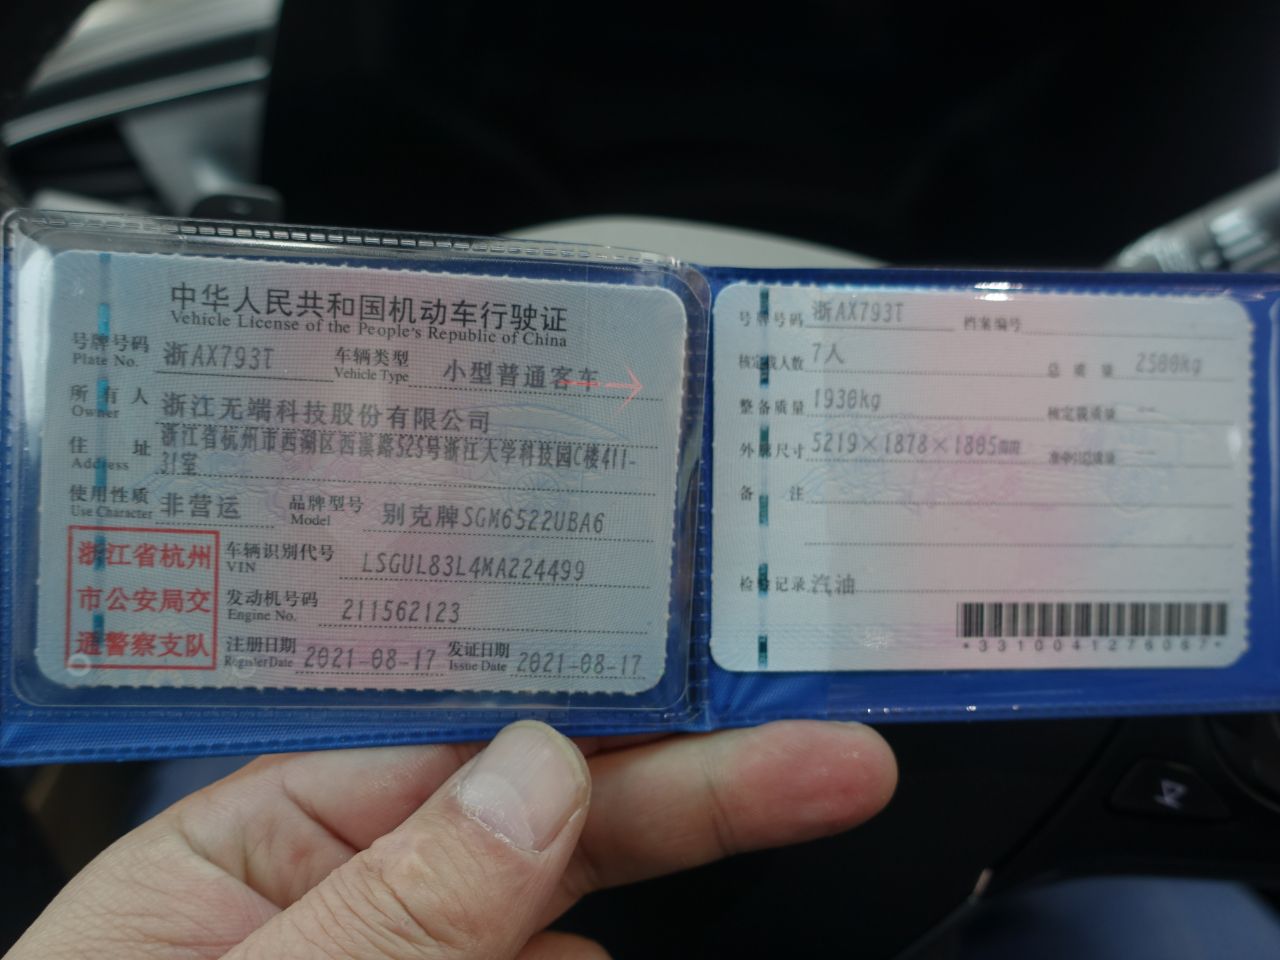 中华人民共和国机动车行驶证
Vehicle License of the People's Republic of China
号牌号码 浙AX793T 车辆类型 小型普通客车
Plate No. Vehicle Type
所有人 浙江无端科技股份有限公司
Owner
住址 浙江省杭州市西湖区西溪路525号浙江大学科技园C楼411-
Address 31室
使用性质 非营运 品牌型号 别克牌SGM6522UBA6
Use Character Model
车辆识别代号 LSGUL83L4MA224499
VIN
发动机号码 211562123
Engine No.
注册日期 2021-08-17 发证日期 2021-08-17
Register Date Issue Date
浙江省杭州
市公安局交
通警察支队
号牌号码 浙AX793T 档案编号
核定载人数 7人 总质量 2500kg
整备质量 1930kg 核定载质量 --
外廓尺寸 5219×1878×1805mm 准牵引总质量 --
备注
检验记录 汽油
*3310041276067*